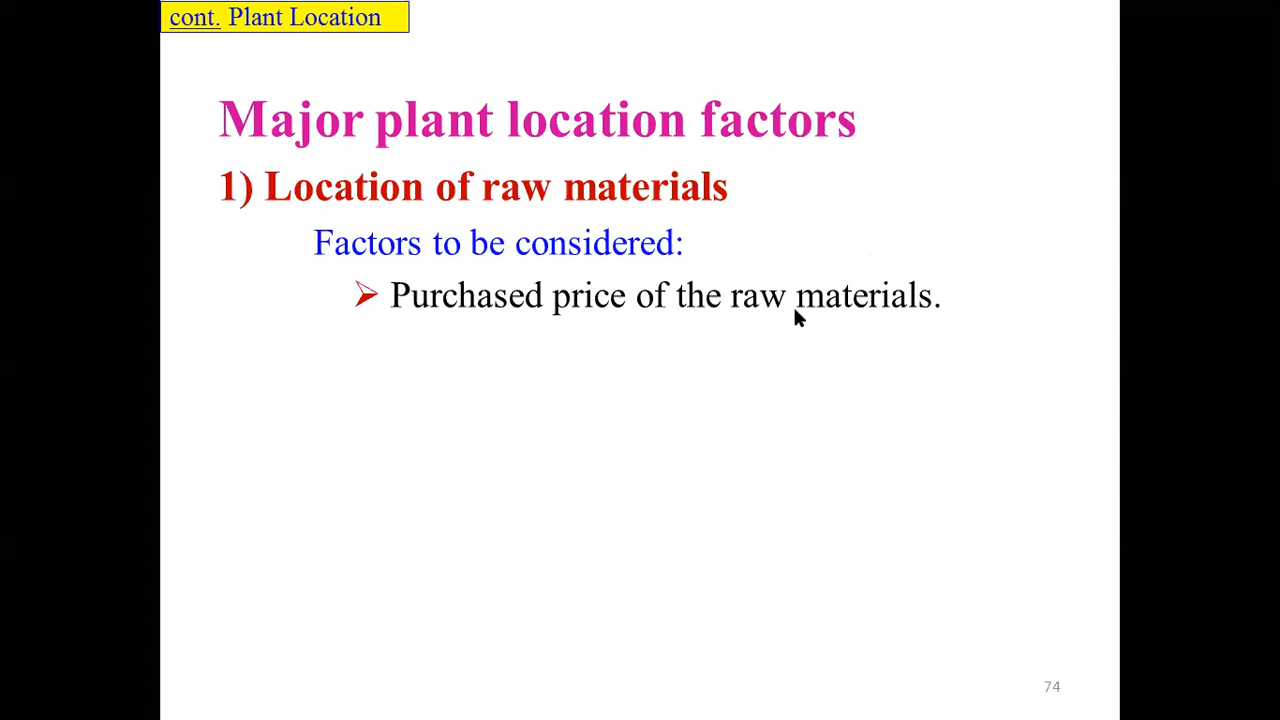 cont. Plant Location
Major plant location factors
1) Location of raw materials
Factors to be considered:
➢ Purchased price of the raw materials.
74